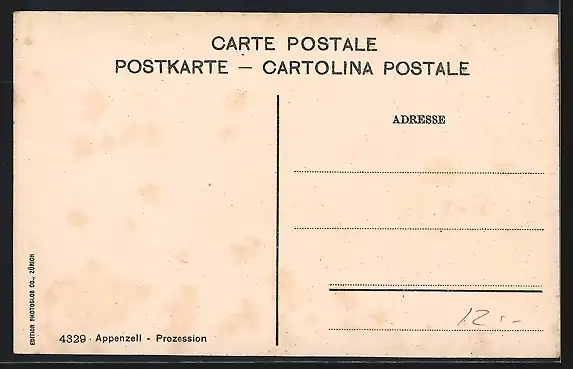 CARTE POSTALE
POSTKARTE — CARTOLINA POSTALE
ADRESSE
12.-
4329 · Appenzell - Prozession
EDITION PHOTOGLOB CO., ZÜRICH